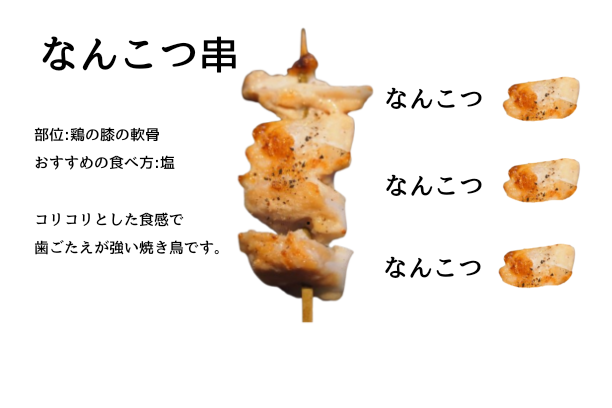 なんこつ串
部位:鶏の膝の軟骨
おすすめの食べ方:塩
コリコリとした食感で
歯ごたえが強い焼き鳥です。
なんこつ
なんこつ
なんこつ